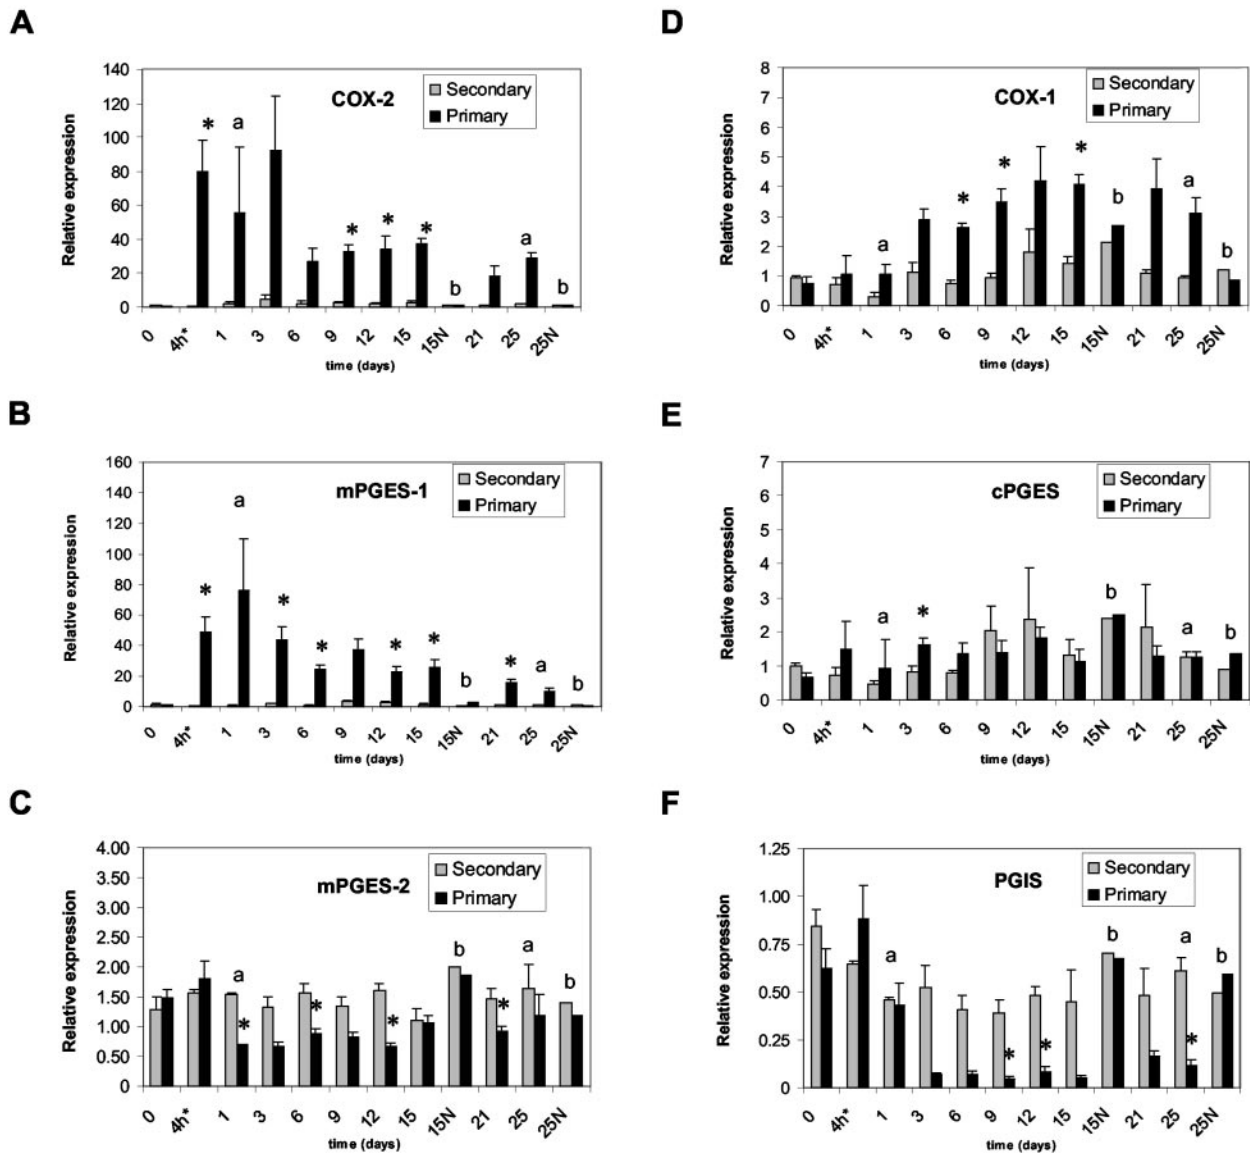 A
COX-2
Secondary
Primary
Relative expression
140
120
100
80
60
40
20
0
* a * * * b a b
0 4h* 1 3 6 9 12 15 15N 21 25 25N
time (days)
B
mPGES-1
Secondary
Primary
Relative expression
160
140
120
100
80
60
40
20
0
* a * * * * b * a b
0 4h* 1 3 6 9 12 15 15N 21 25 25N
time (days)
C
mPGES-2
Secondary
Primary
Relative expression
4.00
3.50
3.00
2.50
2.00
1.50
1.00
0.50
0
a * * * b * a b
0 4h* 1 3 6 9 12 15 15N 21 25 25N
time (days)
D
COX-1
Secondary
Primary
Relative expression
8
7
6
5
4
3
2
1
0
a * * * b a b
0 4h* 1 3 6 9 12 15 15N 21 25 25N
time (days)
E
cPGES
Secondary
Primary
Relative expression
7
6
5
4
3
2
1
0
a * b a b
0 4h* 1 3 6 9 12 15 15N 21 25 25N
time (days)
F
PGIS
Secondary
Primary
Relative expression
1.25
1.00
0.75
0.50
0.25
0
a * * b a * b
0 4h* 1 3 6 9 12 15 15N 21 25 25N
time (days)